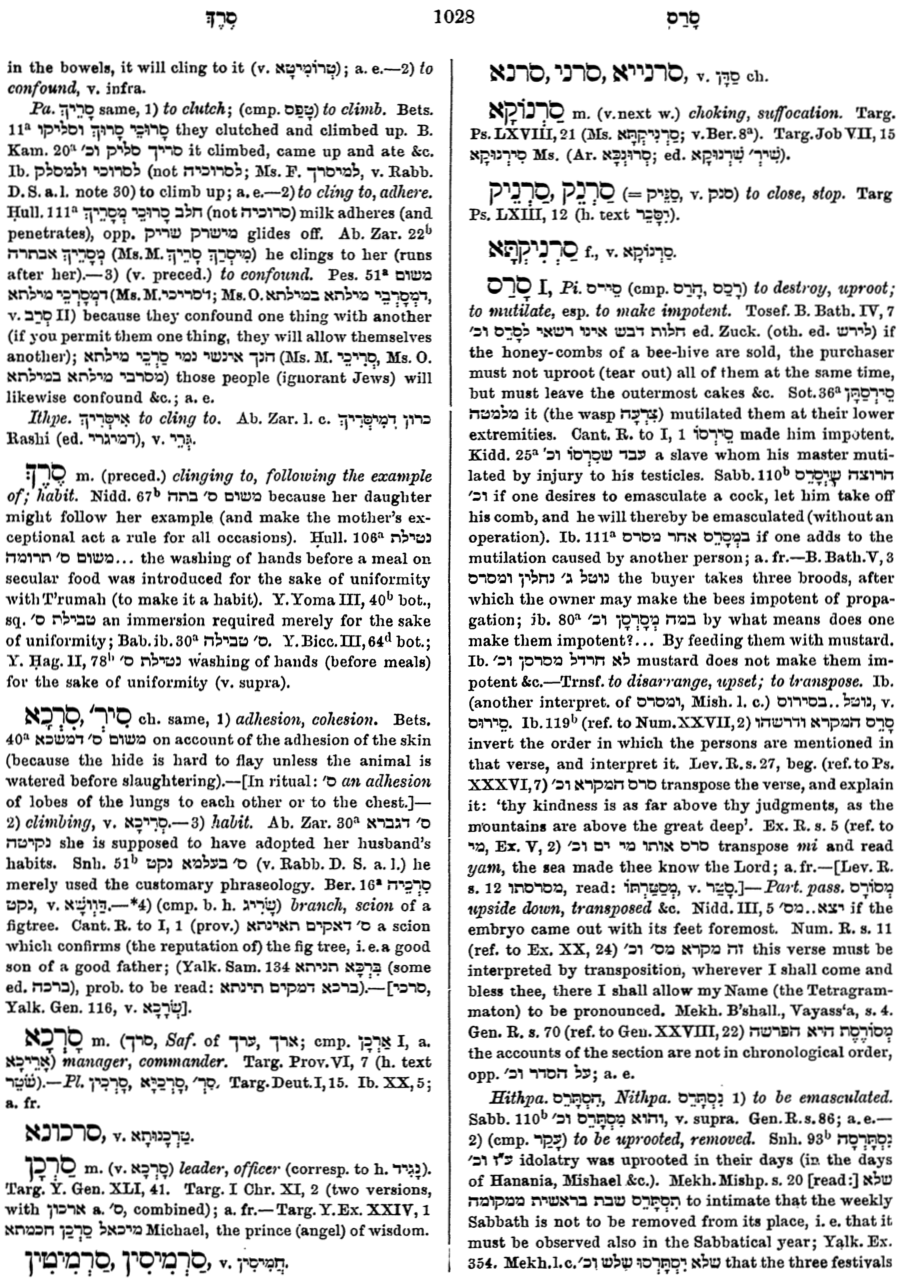 סֶרֶךְ
1028
סָרַס
in the bowels, it will cling to it (v. טְרוֹמִיטָא); a. e.—2) to
confound, v. infra.
Pa. סָרֵיךְ same, 1) to clutch; (cmp. טָפַס) to climb. Bets.
11ª סָרוּכֵי סָרוּךְ וסליקו they clutched and climbed up. B.
Kam. 20ª סריך סליק וכ׳ it climbed, came up and ate &c.
Ib. לסרוכי ולמסלק (not לסרוכיה; Ms. F. למיסרך, v. Rabb.
D. S. a. l. note 30) to climb up; a. e.—2) to cling to, adhere.
Ḥull. 111ª חלב סָרוּכֵי מְסָרֵיךְ (not סרוכיה) milk adheres (and
penetrates), opp. מישרק שריק glides off. Ab. Zar. 22ᵇ
מְסָרֵיךְ אבתרה (Ms. M. מִיסְרַךְ סָרֵיךְ) he clings to her (runs
after her).—3) (v. preced.) to confound. Pes. 51ª משום
דִמְסָרְכֵי מילתא (Ms. M. דסריכי; Ms. O. דִמְסָרְבֵי מילתא במילתא,
v. סְרַב II) because they confound one thing with another
(if you permit them one thing, they will allow themselves
another); הנך אינשי נמי סָרְכֵי מילתא (Ms. M. סְרִיכֵי, Ms. O.
מסרבי מילתא במילתא) those people (ignorant Jews) will
likewise confound &c.; a. e.
Ithpe. אִיסְּרֵיךְ to cling to. Ab. Zar. l. c. כרון דְמִיסְּרֵיךְ
Rashi (ed. דמיגרי), v. גְּרֵי.
סֶרֶךְ m. (preced.) clinging to, following the example
of; habit. Nidd. 67ᵇ משום ס׳ בתה because her daughter
might follow her example (and make the mother's ex-
ceptional act a rule for all occasions). Ḥull. 106ª נטילת
משום ס׳ תרומה... the washing of hands before a meal on
secular food was introduced for the sake of uniformity
with T'rumah (to make it a habit). Y. Yoma III, 40ᵇ bot.,
sq. טבילת ס׳ an immersion required merely for the sake
of uniformity; Bab. ib. 30ª ס׳ טבילה. Y. Bicc. III, 64ᵈ bot.;
Y. Ḥag. II, 78ᵇ נטילת ס׳ washing of hands (before meals)
for the sake of uniformity (v. supra).
סִירְ׳, סִרְכָא ch. same, 1) adhesion, cohesion. Bets.
40ª משום ס׳ דמשכא on account of the adhesion of the skin
(because the hide is hard to flay unless the animal is
watered before slaughtering).—[In ritual: ס׳ an adhesion
of lobes of the lungs to each other or to the chest.]—
2) climbing, v. סְרִיכָא.—3) habit. Ab. Zar. 30ª ס׳ דגברא
נקיטה she is supposed to have adopted her husband's
habits. Snh. 51ᵇ ס׳ בעלמא נקט (v. Rabb. D. S. a. l.) he
merely used the customary phraseology. Ber. 16ª סִרְכֵיה
נקט, v. דַּוְושָׁא.—*4) (cmp. b. h. שָׂרִיג) branch, scion of a
figtree. Cant. R. to I, 1 (prov.) ס׳ דאקים תאינתא a scion
which confirms (the reputation of) the fig tree, i. e. a good
son of a good father; (Yalk. Sam. 134 בִּרְכָּא תניתא (some
ed. ברכה), prob. to be read: ברכא דמקים תינתא).—[סרכי,
Yalk. Gen. 116, v. שִׂרְכָא].
סָרְכָא m. (סרך, Saf. of ארך, ערך; cmp. אַרְכָן I, a.
אֲרִיכָא) manager, commander. Targ. Prov. VI, 7 (h. text
שֹׁטֵר).—Pl. סָרְכִין, סָרְכַיָּא, סַרְ׳. Targ. Deut. I, 15. Ib. XX, 5;
a. fr.
סרכונא, v. טַרְכָנוּתָא.
סַרְכָן m. (v. סָרְכָא) leader, officer (corresp. to h. נָגִיד).
Targ. Y. Gen. XLI, 41. Targ. I Chr. XI, 2 (two versions,
with ארכון a. ס׳, combined); a. fr.—Targ. Y. Ex. XXIV, 1
מיכאל סַרְכָן חכמתא Michael, the prince (angel) of wisdom.
סַרְמִיסִין, סַרְמִיטִין, v. חֲמִיסִין.
סרנייא, סרני, סרנא, v. סַדָּן ch.
סַרְנוֹקָא m. (v. next w.) choking, suffocation. Targ.
Ps. LXVIII, 21 (Ms. סַרְנִיקְתָּא; v. Ber. 8ª). Targ. Job VII, 15
סִירְנוּקָא Ms. (Ar. סְרוּנְכָּא; ed. שִׁיר׳ שִׁרְנוּקָא).
סַרְנֵק, סַרְנֵיק (= סַנֵּיק, v. סנק) to close, stop. Targ
Ps. LXIII, 12 (h. text יִסָּכֵר).
סַרְנִיקְתָּא f., v. סַרְנוֹקָא.
סָרַס I, Pi. סֵירֵס (cmp. רָכַס, הָרַס) to destroy, uproot;
to mutilate, esp. to make impotent. Tosef. B. Bath. IV, 7
חלות דבש אינו רשאי לְסָרֵס וכ׳ ed. Zuck. (oth. ed. לירש) if
the honey-combs of a bee-hive are sold, the purchaser
must not uproot (tear out) all of them at the same time,
but must leave the outermost cakes &c. Sot. 36ª סֵירְסָתַן
מלמטה it (the wasp צִרְעָה) mutilated them at their lower
extremities. Cant. R. to I, 1 סֵירְסוֹ made him impotent.
Kidd. 25ª עבד שסֵרְסוֹ וכ׳ a slave whom his master muti-
lated by injury to his testicles. Sabb. 110ᵇ הרוצה שֶׁיְסָרֵס
וכ׳ if one desires to emasculate a cock, let him take off
his comb, and he will thereby be emasculated (without an
operation). Ib. 111ª במְסָרֵס אחר מסרס if one adds to the
mutilation caused by another person; a. fr.—B. Bath. V, 3
נוטל ג׳ נחלין ומסרס the buyer takes three broods, after
which the owner may make the bees impotent of propa-
gation; ib. 80ª במה מְסָרְסָן וכ׳ by what means does one
make them impotent?... By feeding them with mustard.
Ib. לא חרדל מסרסן וכ׳ mustard does not make them im-
potent &c.—Trnsf. to disarrange, upset; to transpose. Ib.
(another interpret. of ומסרס, Mish. l. c.) נוטל..בסירוס, v.
סֵירוּס. Ib. 119ᵇ (ref. to Num. XXVII, 2) סָרֵס המקרא ודרשהו
invert the order in which the persons are mentioned in
that verse, and interpret it. Lev. R. s. 27, beg. (ref. to Ps.
XXXVI, 7) סרס המקרא וכ׳ transpose the verse, and explain
it: 'thy kindness is as far above thy judgments, as the
mountains are above the great deep'. Ex. R. s. 5 (ref. to
מי, Ex. V, 2) סרס אותו מי ים וכ׳ transpose mi and read
yam, the sea made thee know the Lord; a. fr.—[Lev. R.
s. 12 מסרסתו, read: מְסַטַּרְתּוֹ, v. סָטַר.]—Part. pass. מְסוֹרָס
upside down, transposed &c. Nidd. III, 5 יצא..מס׳ if the
embryo came out with its feet foremost. Num. R. s. 11
(ref. to Ex. XX, 24) זה מקרא מס׳ וכ׳ this verse must be
interpreted by transposition, wherever I shall come and
bless thee, there I shall allow my Name (the Tetragram-
maton) to be pronounced. Mekh. B'shall., Vayass'a, s. 4.
Gen. R. s. 70 (ref to Gen. XXVIII, 22) מְסוֹרֶסֶת היא הפרשה
the accounts of the section are not in chronological order,
opp. על הסדר וכ׳; a. e.
Hithpa. הִסְתָּרֵס, Nithpa. נִסְתָּרֵס 1) to be emasculated.
Sabb. 110ᵇ והוא מִסְתָּרֵס וכ׳, v. supra. Gen. R. s. 86; a. e.—
2) (cmp. עָקַר) to be uprooted, removed. Snh. 93ᵇ נִסְתָּרְסָה
ע״ז וכ׳ idolatry was uprooted in their days (in the days
of Hanania, Mishael &c.). Mekh. Mishp. s. 20 [read:] שלא
תִּסְתָּרֵס שבת בראשית ממקומה to intimate that the weekly
Sabbath is not to be removed from its place, i. e. that it
must be observed also in the Sabbatical year; Yalk. Ex.
354. Mekh. l. c. שלא יִסְתָּרְסוּ שלש וכ׳ that the three festivals